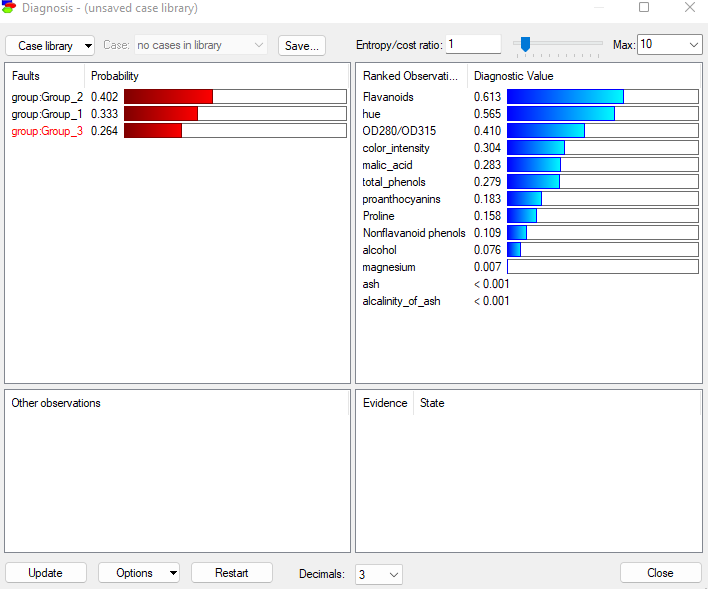 Diagnosis - (unsaved case library)
Case library Case: no cases in library Save... Entropy/cost ratio: 1 Max: 10
Faults Probability
group:Group_2 0.402
group:Group_1 0.333
group:Group_3 0.264
Ranked Observati... Diagnostic Value
Flavanoids 0.613
hue 0.565
OD280/OD315 0.410
color_intensity 0.304
malic_acid 0.283
total_phenols 0.279
proanthocyanins 0.183
Proline 0.158
Nonflavanoid phenols 0.109
alcohol 0.076
magnesium 0.007
ash < 0.001
alcalinity_of_ash < 0.001
Other observations
Evidence State
Update Options Restart Decimals: 3 Close